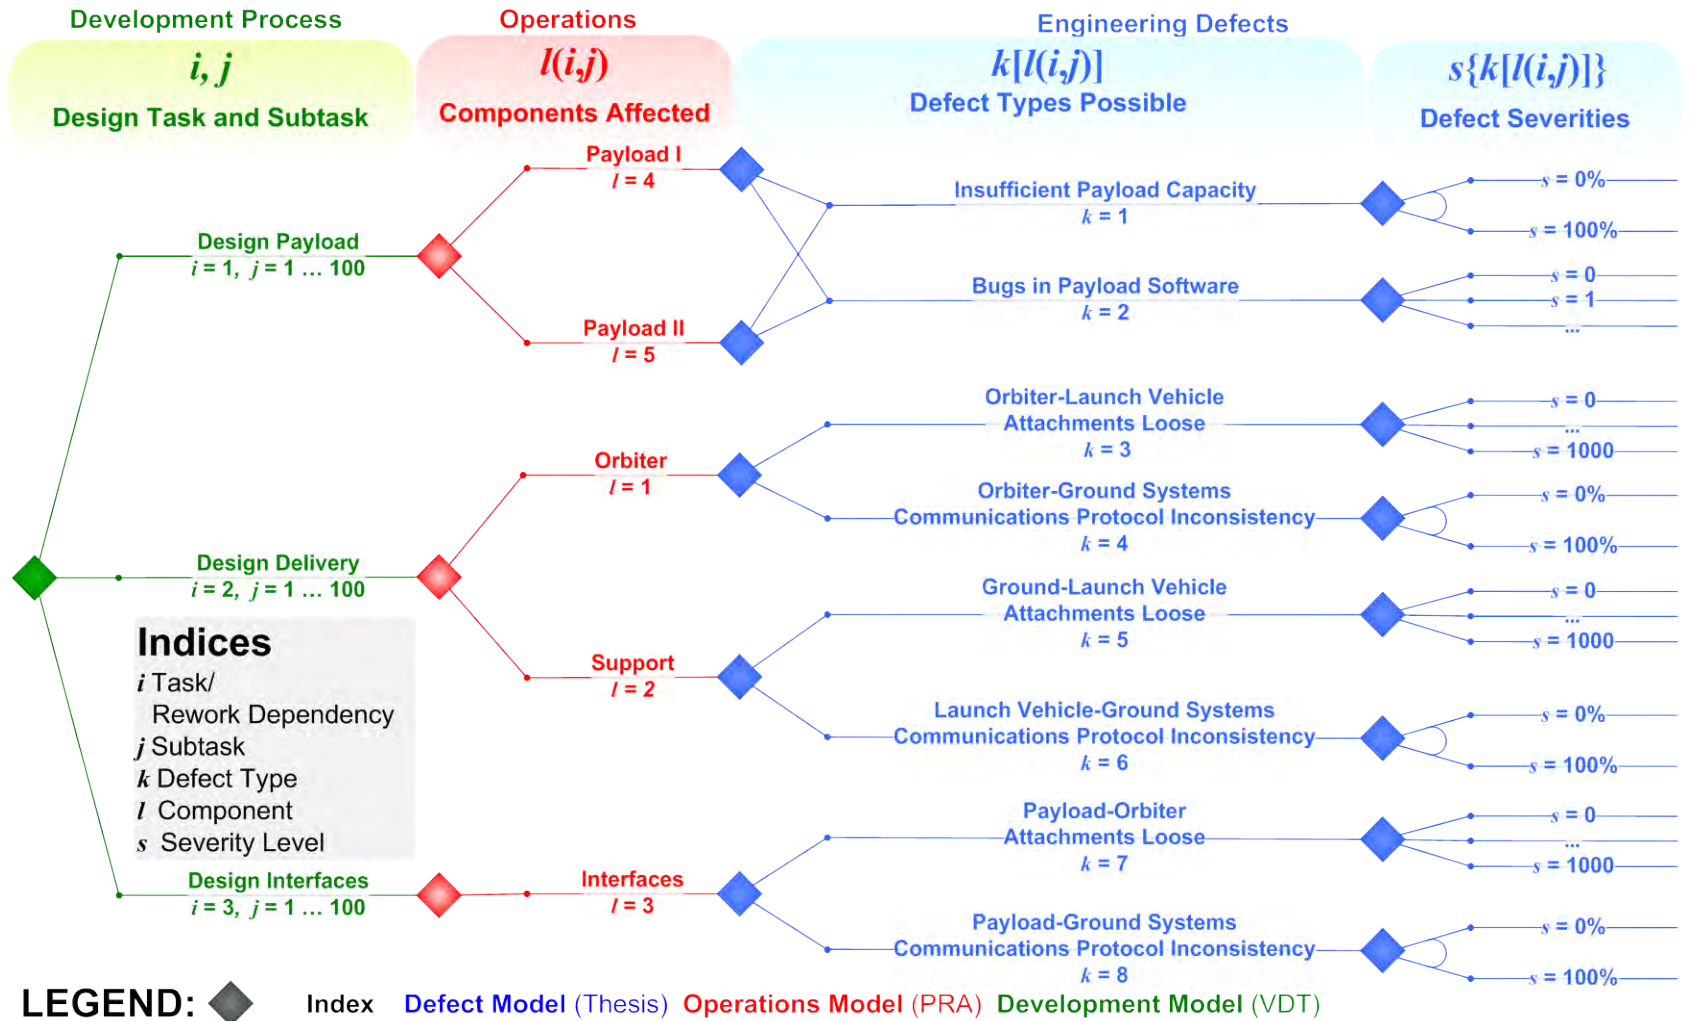 Development Process
Operations
Engineering Defects
i, j
Design Task and Subtask
l(i,j)
Components Affected
k[l(i,j)]
Defect Types Possible
s{k[l(i,j)]}
Defect Severities
Design Payload
i = 1, j = 1 ... 100
Design Delivery
i = 2, j = 1 ... 100
Design Interfaces
i = 3, j = 1 ... 100
Payload I
l = 4
Payload II
l = 5
Orbiter
l = 1
Support
l = 2
Interfaces
l = 3
Insufficient Payload Capacity
k = 1
s = 0%
s = 100%
Bugs in Payload Software
k = 2
s = 0
s = 1
...
Orbiter-Launch Vehicle
Attachments Loose
k = 3
s = 0
...
s = 1000
Orbiter-Ground Systems
Communications Protocol Inconsistency
k = 4
s = 0%
s = 100%
Ground-Launch Vehicle
Attachments Loose
k = 5
s = 0
...
s = 1000
Launch Vehicle-Ground Systems
Communications Protocol Inconsistency
k = 6
s = 0%
s = 100%
Payload-Orbiter
Attachments Loose
k = 7
s = 0
...
s = 1000
Payload-Ground Systems
Communications Protocol Inconsistency
k = 8
s = 0%
s = 100%
Indices
i Task/
Rework Dependency
j Subtask
k Defect Type
l Component
s Severity Level
LEGEND: Index Defect Model (Thesis) Operations Model (PRA) Development Model (VDT)